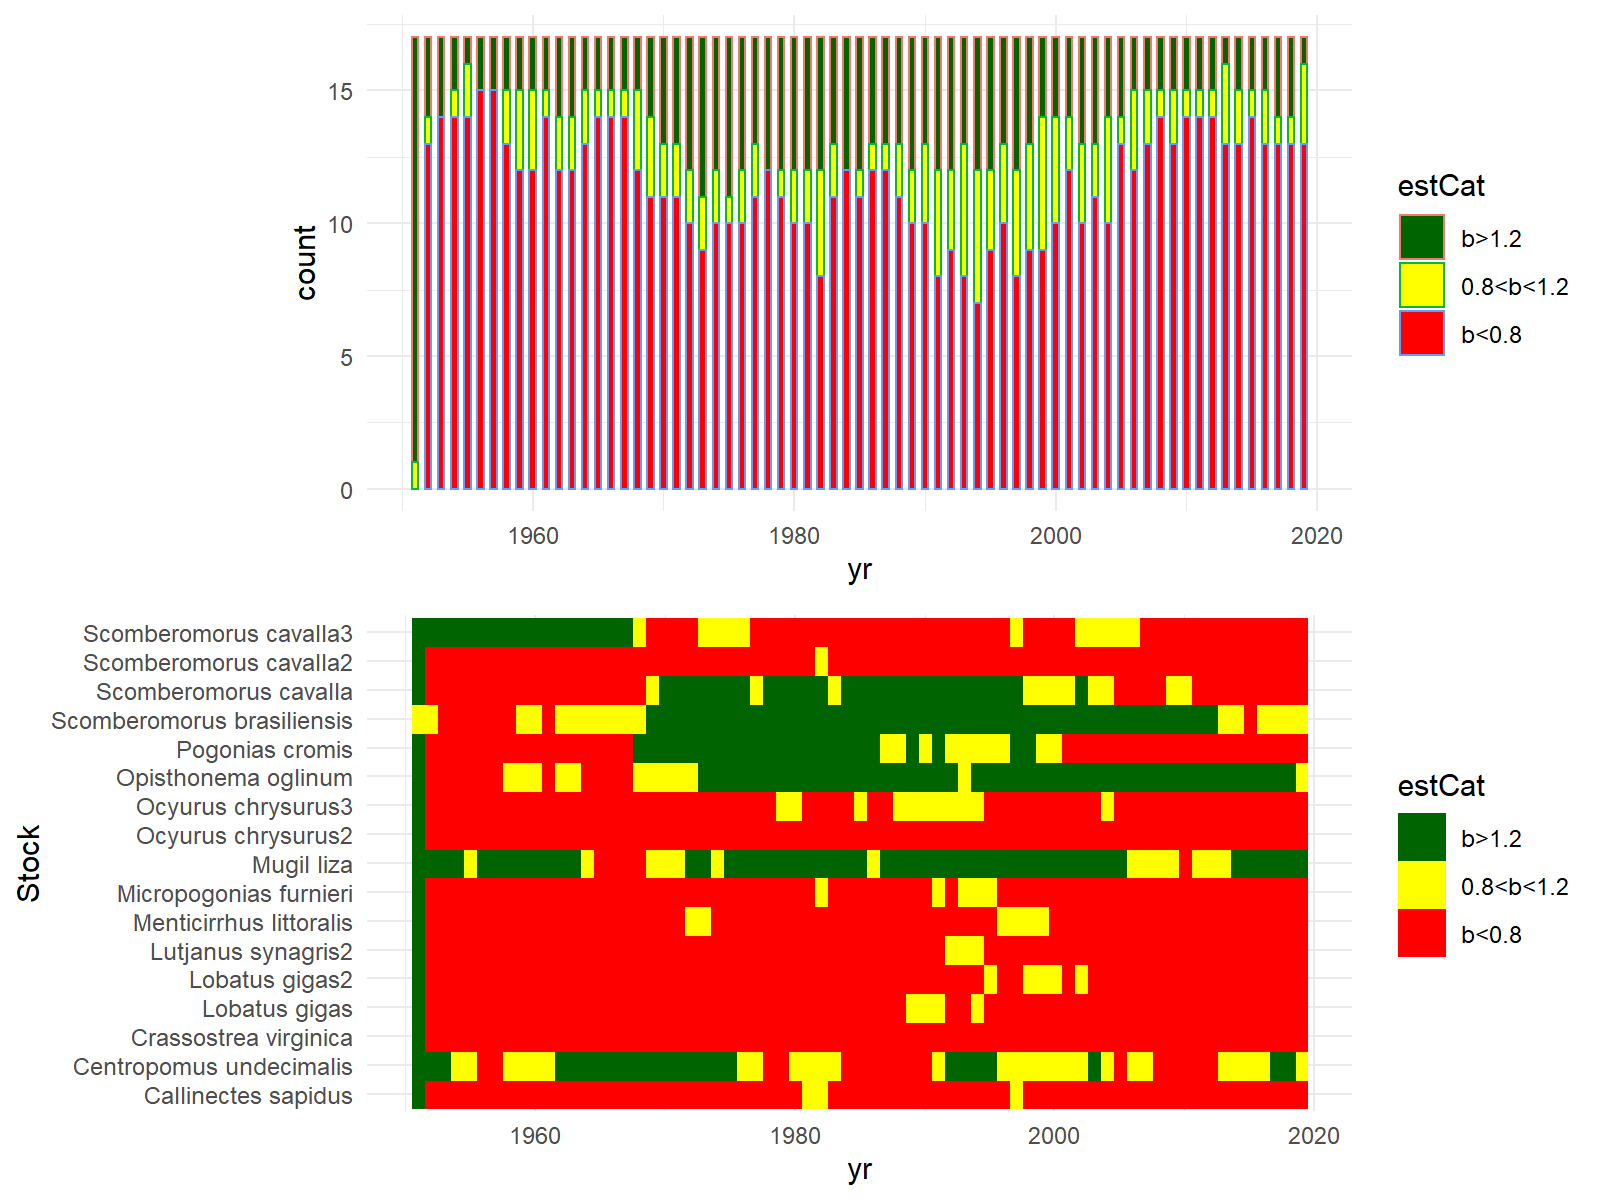 15
10
5
0
count
1960
1980
2000
2020
yr
estCat
b>1.2
0.8<b<1.2
b<0.8
Scomberomorus cavalla3
Scomberomorus cavalla2
Scomberomorus cavalla
Scomberomorus brasiliensis
Pogonias cromis
Opisthonema oglinum
Ocyurus chrysurus3
Ocyurus chrysurus2
Mugil liza
Micropogonias furnieri
Menticirrhus littoralis
Lutjanus synagris2
Lobatus gigas2
Lobatus gigas
Crassostrea virginica
Centropomus undecimalis
Callinectes sapidus
Stock
1960
1980
2000
2020
yr
estCat
b>1.2
0.8<b<1.2
b<0.8